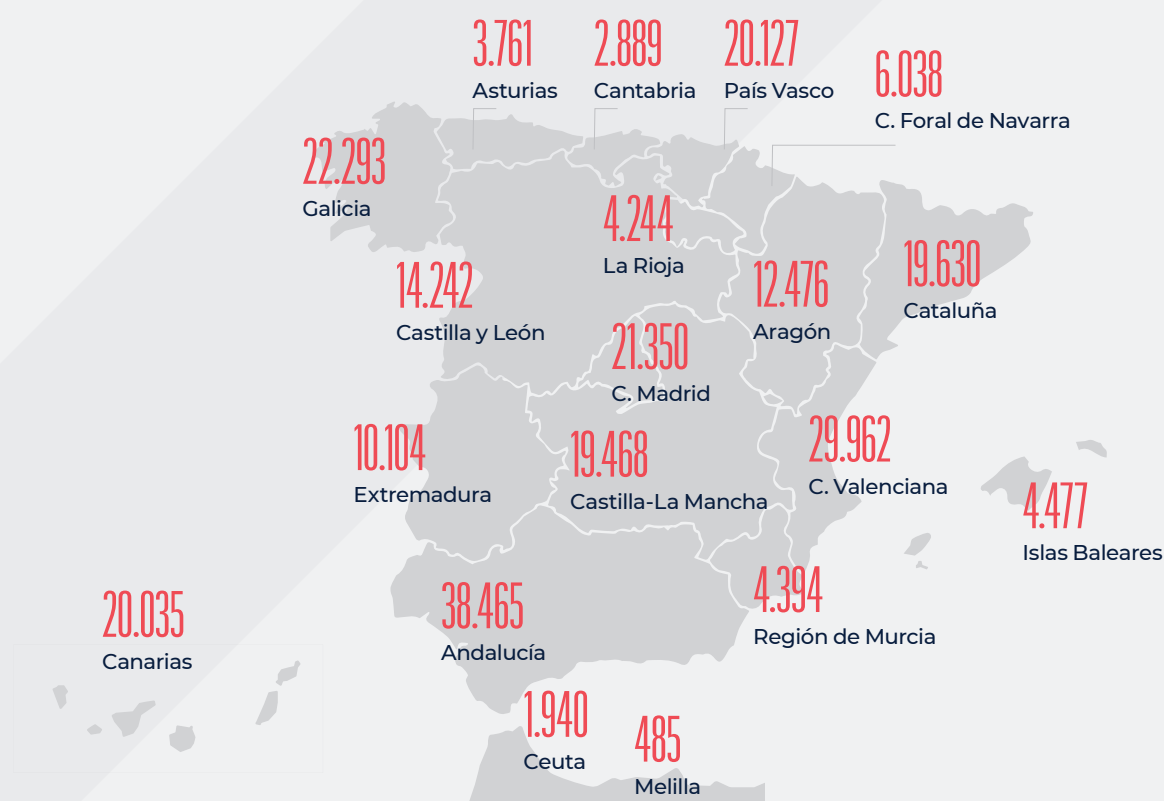 3.761
Asturias
2.889
Cantabria
20.127
País Vasco
6.038
C. Foral de Navarra
22.293
Galicia
4.244
La Rioja
19.630
Cataluña
14.242
Castilla y León
12.476
Aragón
21.350
C. Madrid
10.104
Extremadura
19.468
Castilla-La Mancha
29.962
C. Valenciana
4.477
Islas Baleares
20.035
Canarias
38.465
Andalucía
4.394
Región de Murcia
1.940
Ceuta
485
Melilla